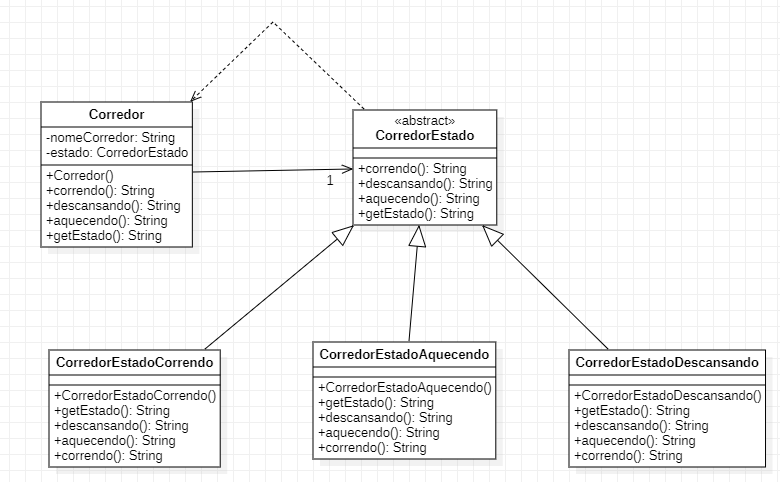 Corredor
-nomeCorredor: String
-estado: CorredorEstado
+Corredor()
+correndo(): String
+descansando(): String
+aquecendo(): String
+getEstado(): String
1
«abstract»
CorredorEstado
+correndo(): String
+descansando(): String
+aquecendo(): String
+getEstado(): String
CorredorEstadoCorrendo
+CorredorEstadoCorrendo()
+getEstado(): String
+descansando(): String
+aquecendo(): String
+correndo(): String
CorredorEstadoAquecendo
+CorredorEstadoAquecendo()
+getEstado(): String
+descansando(): String
+aquecendo(): String
+correndo(): String
CorredorEstadoDescansando
+CorredorEstadoDescansando()
+getEstado(): String
+descansando(): String
+aquecendo(): String
+correndo(): String